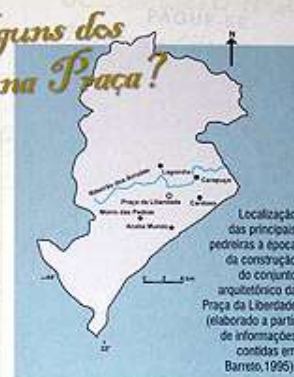 guns dos
na Praça?
N
Ribeirão dos Arrudas
Lagoinha
Carapuça
Praça da Liberdade
Cardoso
Morro das Pedras
Acaba Mundo
Localização
das principais
pedreiras à época
da construção
do conjunto
arquitetônico da
Praça da Liberdade
(elaborado a parti
de informações
contidas em
Barreto, 1995)